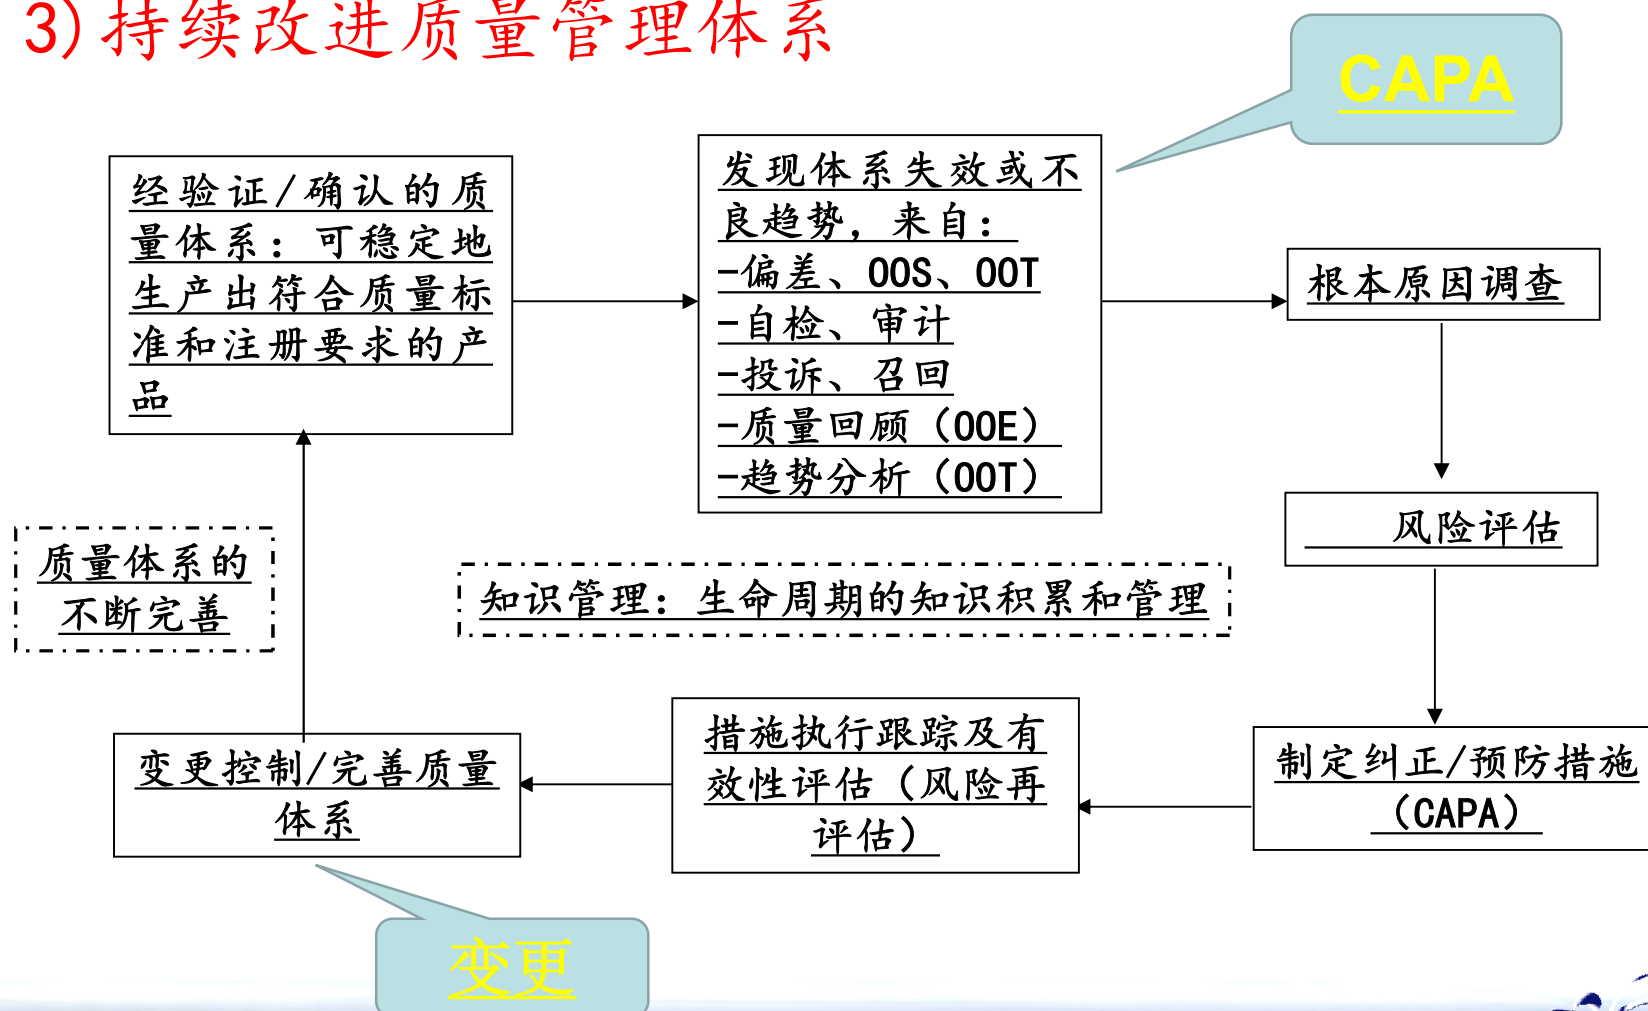 3)持续改进质量管理体系
CAPA
经验证/确认的质
量体系：可稳定地
生产出符合质量标
准和注册要求的产
品
发现体系失效或不
良趋势，来自：
-偏差、OOS、OOT
-自检、审计
-投诉、召回
-质量回顾（OOE）
-趋势分析（OOT）
根本原因调查
风险评估
质量体系的
不断完善
知识管理：生命周期的知识积累和管理
制定纠正/预防措施
（CAPA）
措施执行跟踪及有
效性评估（风险再
评估）
变更控制/完善质量
体系
变更